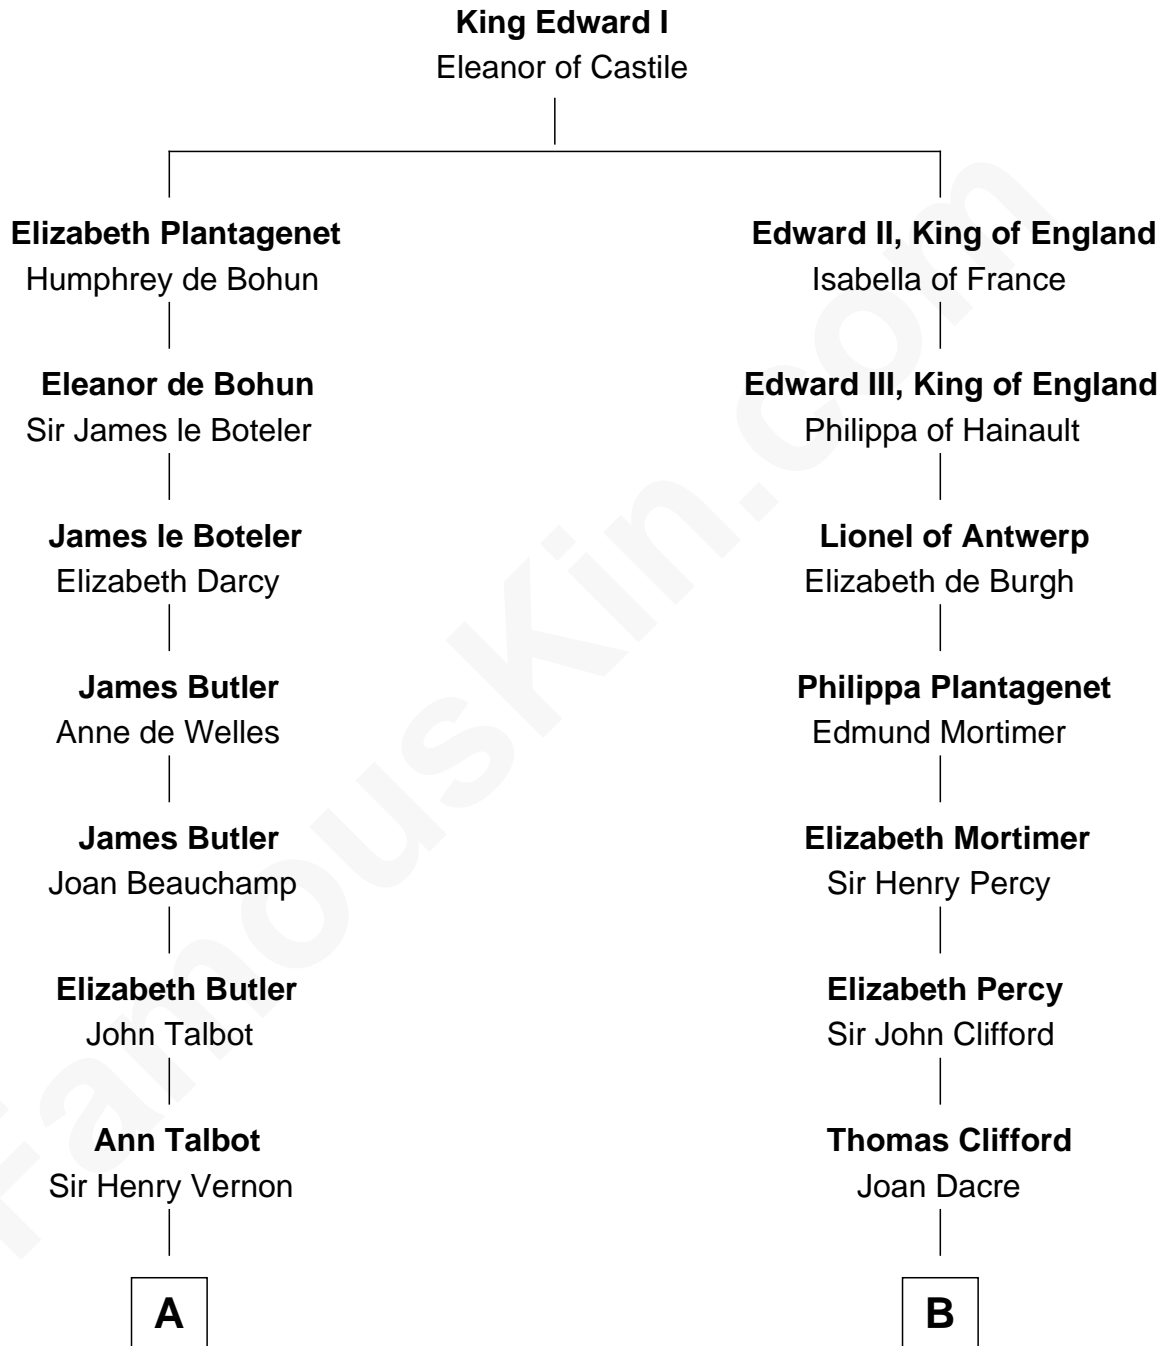 King Edward I
Eleanor of Castile
Elizabeth Plantagenet
Humphrey de Bohun
Edward II, King of England
Isabella of France
Eleanor de Bohun
Sir James le Boteler
Edward III, King of England
Philippa of Hainault
James le Boteler
Elizabeth Darcy
Lionel of Antwerp
Elizabeth de Burgh
James Butler
Anne de Welles
Philippa Plantagenet
Edmund Mortimer
James Butler
Joan Beauchamp
Elizabeth Mortimer
Sir Henry Percy
Elizabeth Butler
John Talbot
Elizabeth Percy
Sir John Clifford
Ann Talbot
Sir Henry Vernon
Thomas Clifford
Joan Dacre
A
B
FamousKin.com